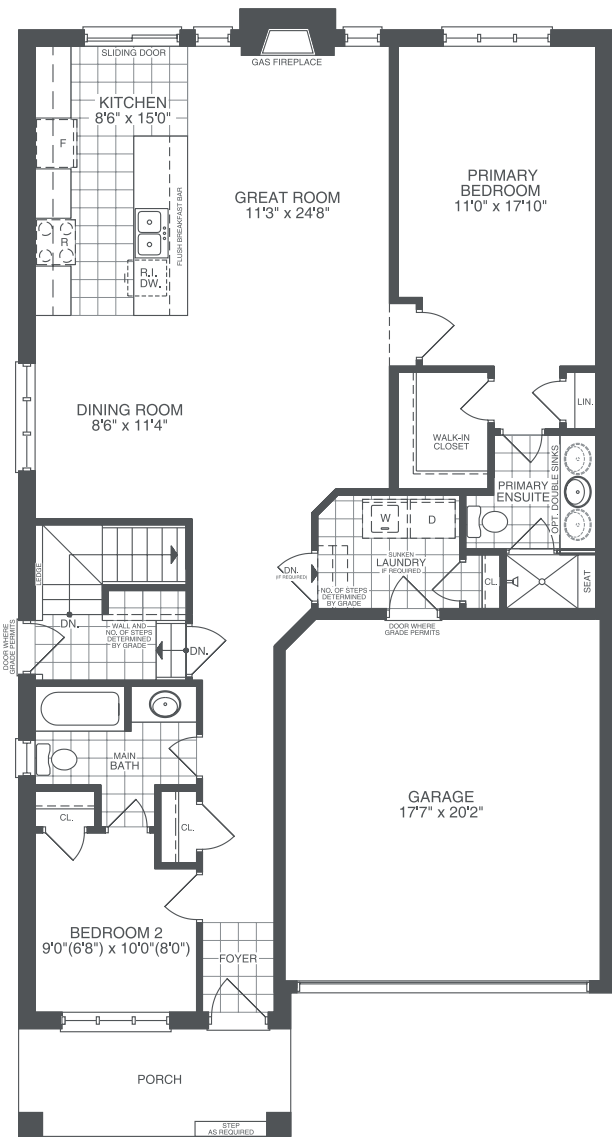 SLIDING DOOR
GAS FIREPLACE
KITCHEN
8'6" x 15'0"
F
R
FLUSH BREAKFAST BAR
R.I.
DW.
GREAT ROOM
11'3" x 24'8"
PRIMARY
BEDROOM
11'0" x 17'10"
DINING ROOM
8'6" x 11'4"
LIN.
WALK-IN
CLOSET
PRIMARY
ENSUITE
OPT. DOUBLE SINKS
W
D
SUNKEN
LAUNDRY
IF REQUIRED
DN.
(IF REQUIRED)
NO. OF STEPS
DETERMINED
BY GRADE
CL.
SEAT
DOOR WHERE
GRADE PERMITS
LEDGE
DN.
WALL AND
NO. OF STEPS
DETERMINED
BY GRADE
DN.
DOOR WHERE
GRADE PERMITS
MAIN
BATH
CL.
CL.
GARAGE
17'7" x 20'2"
BEDROOM 2
9'0"(6'8") x 10'0"(8'0")
FOYER
PORCH
STEP
AS REQUIRED